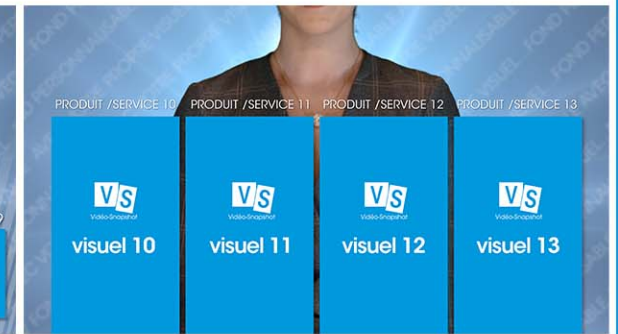 PRODUIT /SERVICE 10
PRODUIT /SERVICE 11
PRODUIT /SERVICE 12
PRODUIT /SERVICE 13
VS
Vidéo-Snapshot
visuel 10
VS
Vidéo-Snapshot
visuel 11
VS
Vidéo-Snapshot
visuel 12
VS
Vidéo-Snapshot
visuel 13